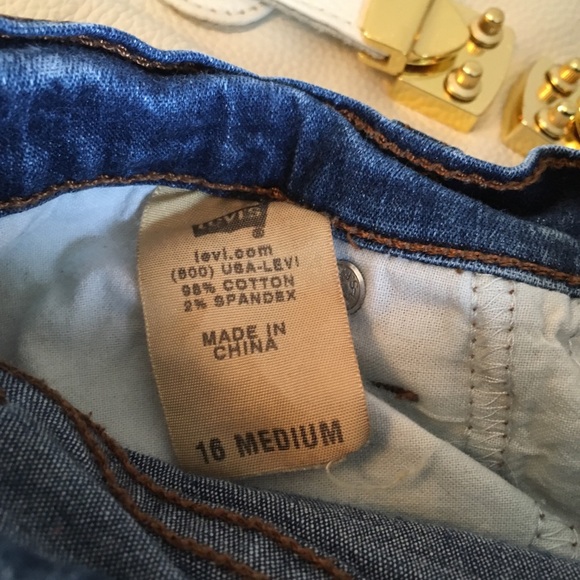 Levi's
levi.com
(800) USA-LEVI
98% COTTON
2% SPANDEX
MADE IN
CHINA
16 MEDIUM